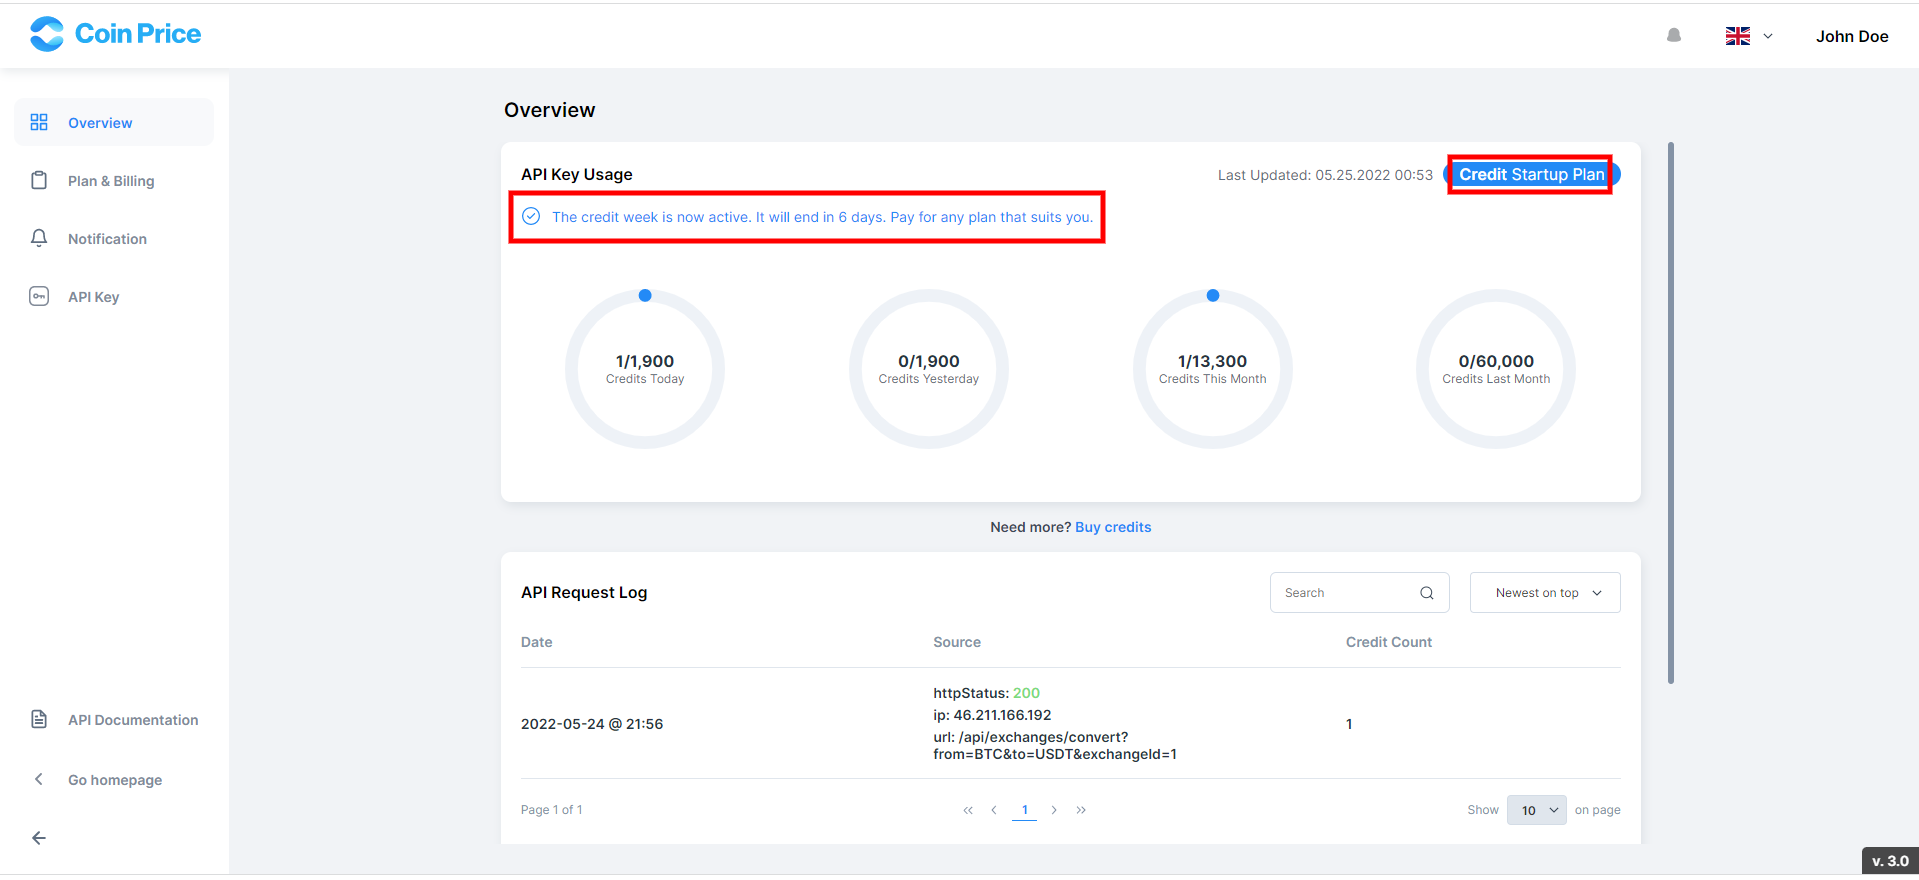 Coin Price
John Doe
Overview
Plan & Billing
Notification
API Key
API Documentation
Go homepage
Overview
API Key Usage
Last Updated: 05.25.2022 00:53
Credit Startup Plan
The credit week is now active. It will end in 6 days. Pay for any plan that suits you.
1/1,900
Credits Today
0/1,900
Credits Yesterday
1/13,300
Credits This Month
0/60,000
Credits Last Month
Need more? Buy credits
API Request Log
Search
Newest on top
Date
Source
Credit Count
2022-05-24 @ 21:56
httpStatus: 200
ip: 46.211.166.192
url: /api/exchanges/convert?
from=BTC&to=USDT&exchangeId=1
1
Page 1 of 1
1
Show 10 on page
v. 3.0